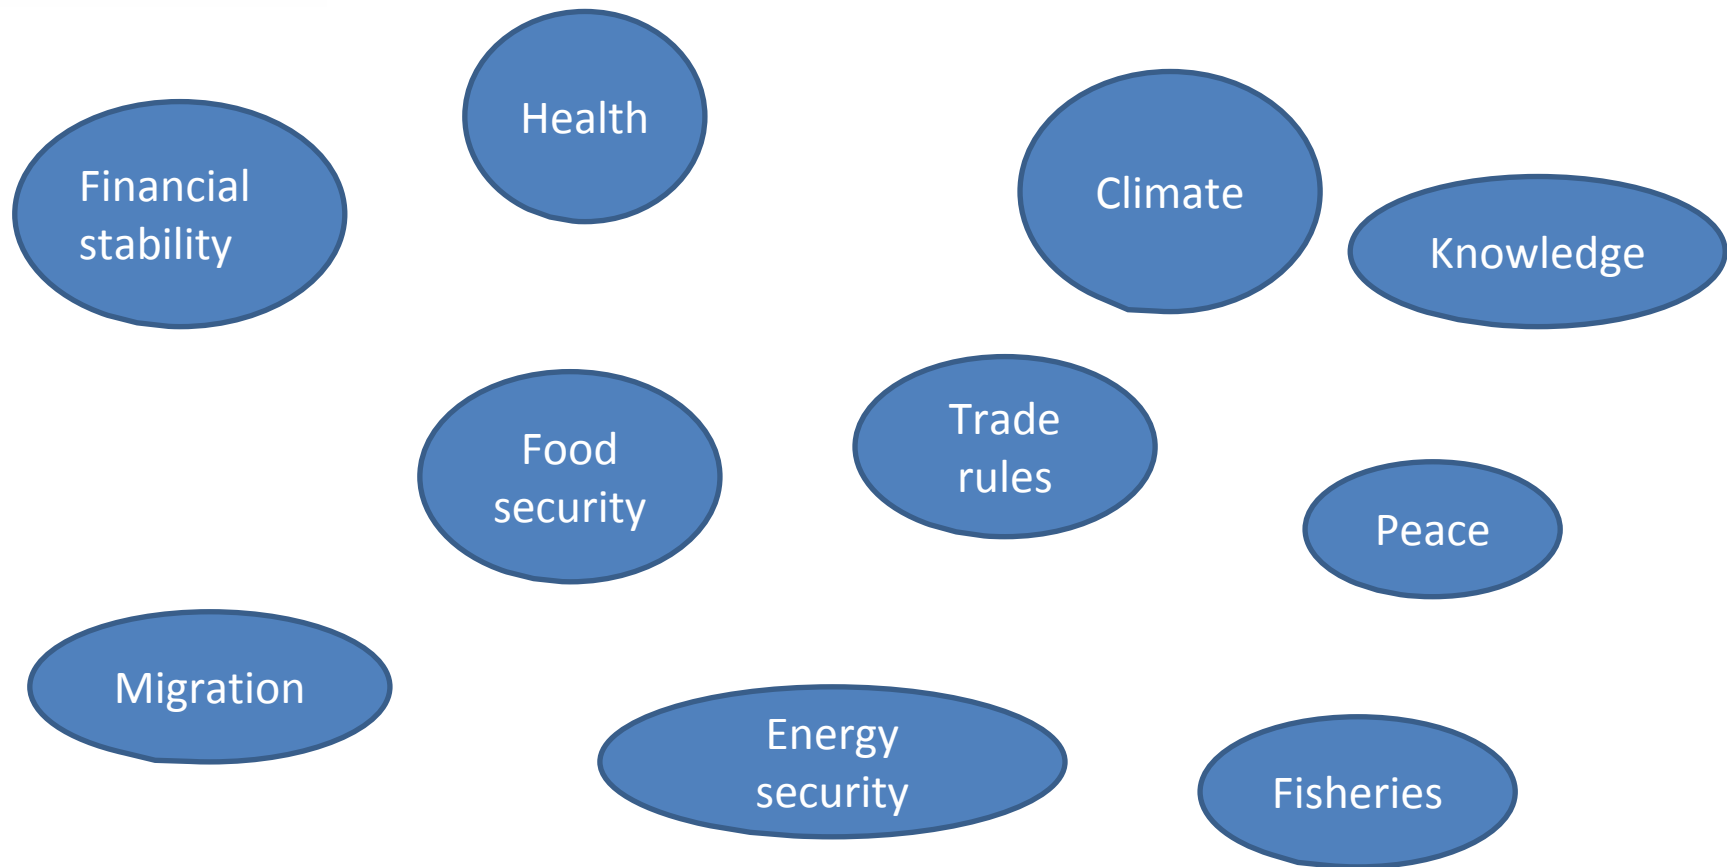 Health
Financial
stability
Climate
Knowledge
Food
security
Trade
rules
Peace
Migration
Energy
security
Fisheries